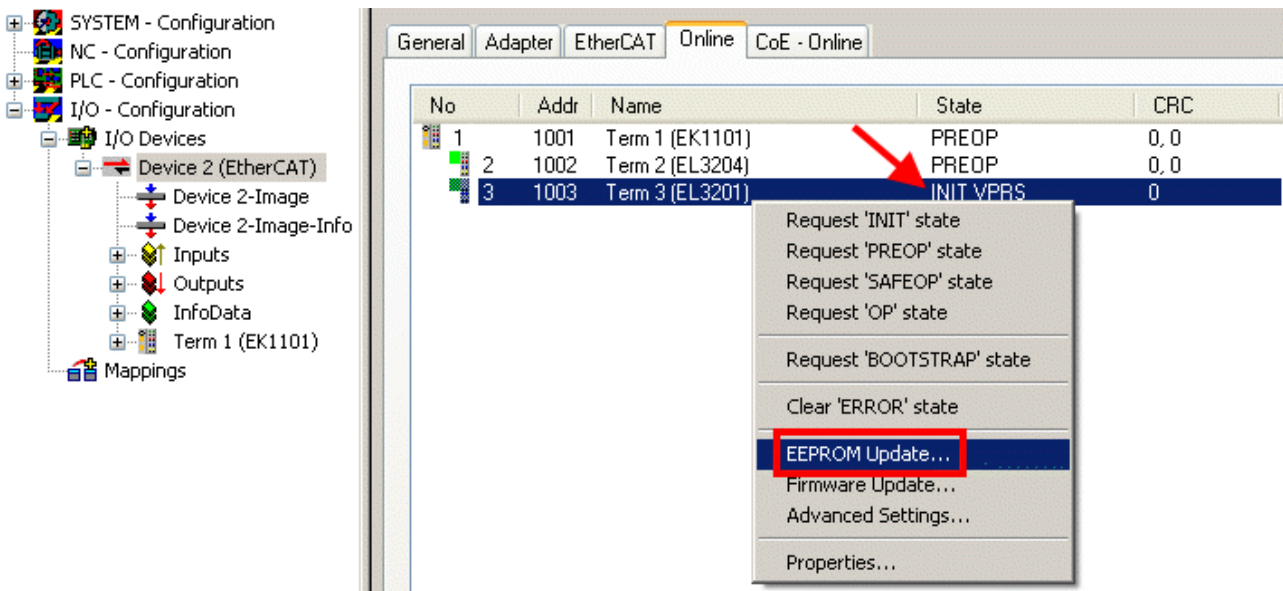 SYSTEM - Configuration
NC - Configuration
PLC - Configuration
I/O - Configuration
I/O Devices
Device 2 (EtherCAT)
Device 2-Image
Device 2-Image-Info
Inputs
Outputs
InfoData
Term 1 (EK1101)
Mappings
General Adapter EtherCAT Online CoE - Online
No Addr Name State CRC
1 1001 Term 1 (EK1101) PREOP 0, 0
2 1002 Term 2 (EL3204) PREOP 0, 0
3 1003 Term 3 (EL3201) INIT VPRS 0
Request 'INIT' state
Request 'PREOP' state
Request 'SAFEOP' state
Request 'OP' state
Request 'BOOTSTRAP' state
Clear 'ERROR' state
EEPROM Update...
Firmware Update...
Advanced Settings...
Properties...